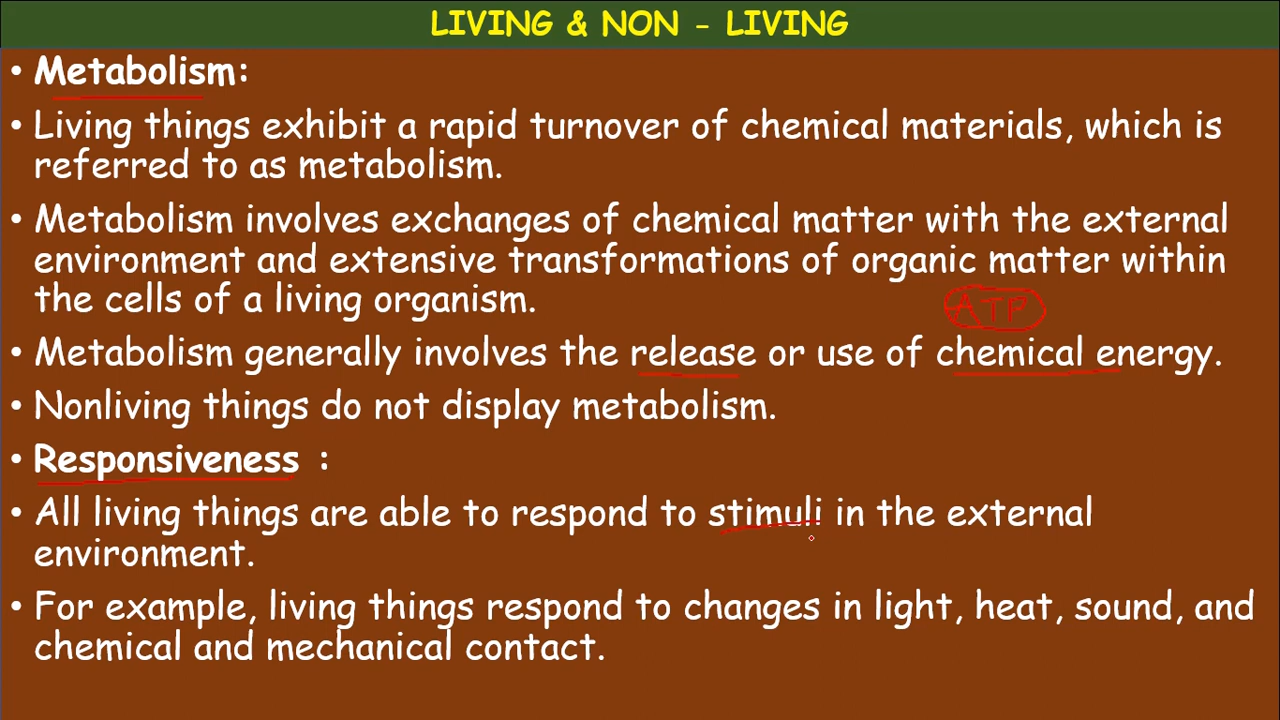 LIVING & NON - LIVING
• Metabolism:
• Living things exhibit a rapid turnover of chemical materials, which is
referred to as metabolism.
• Metabolism involves exchanges of chemical matter with the external
environment and extensive transformations of organic matter within
the cells of a living organism.
ATP
• Metabolism generally involves the release or use of chemical energy.
• Nonliving things do not display metabolism.
• Responsiveness :
• All living things are able to respond to stimuli in the external
environment.
• For example, living things respond to changes in light, heat, sound, and
chemical and mechanical contact.